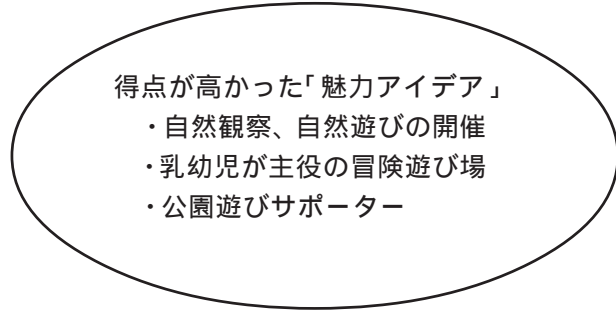 得点が高かった「魅力アイデア」
・自然観察、自然遊びの開催
・乳幼児が主役の冒険遊び場
・公園遊びサポーター